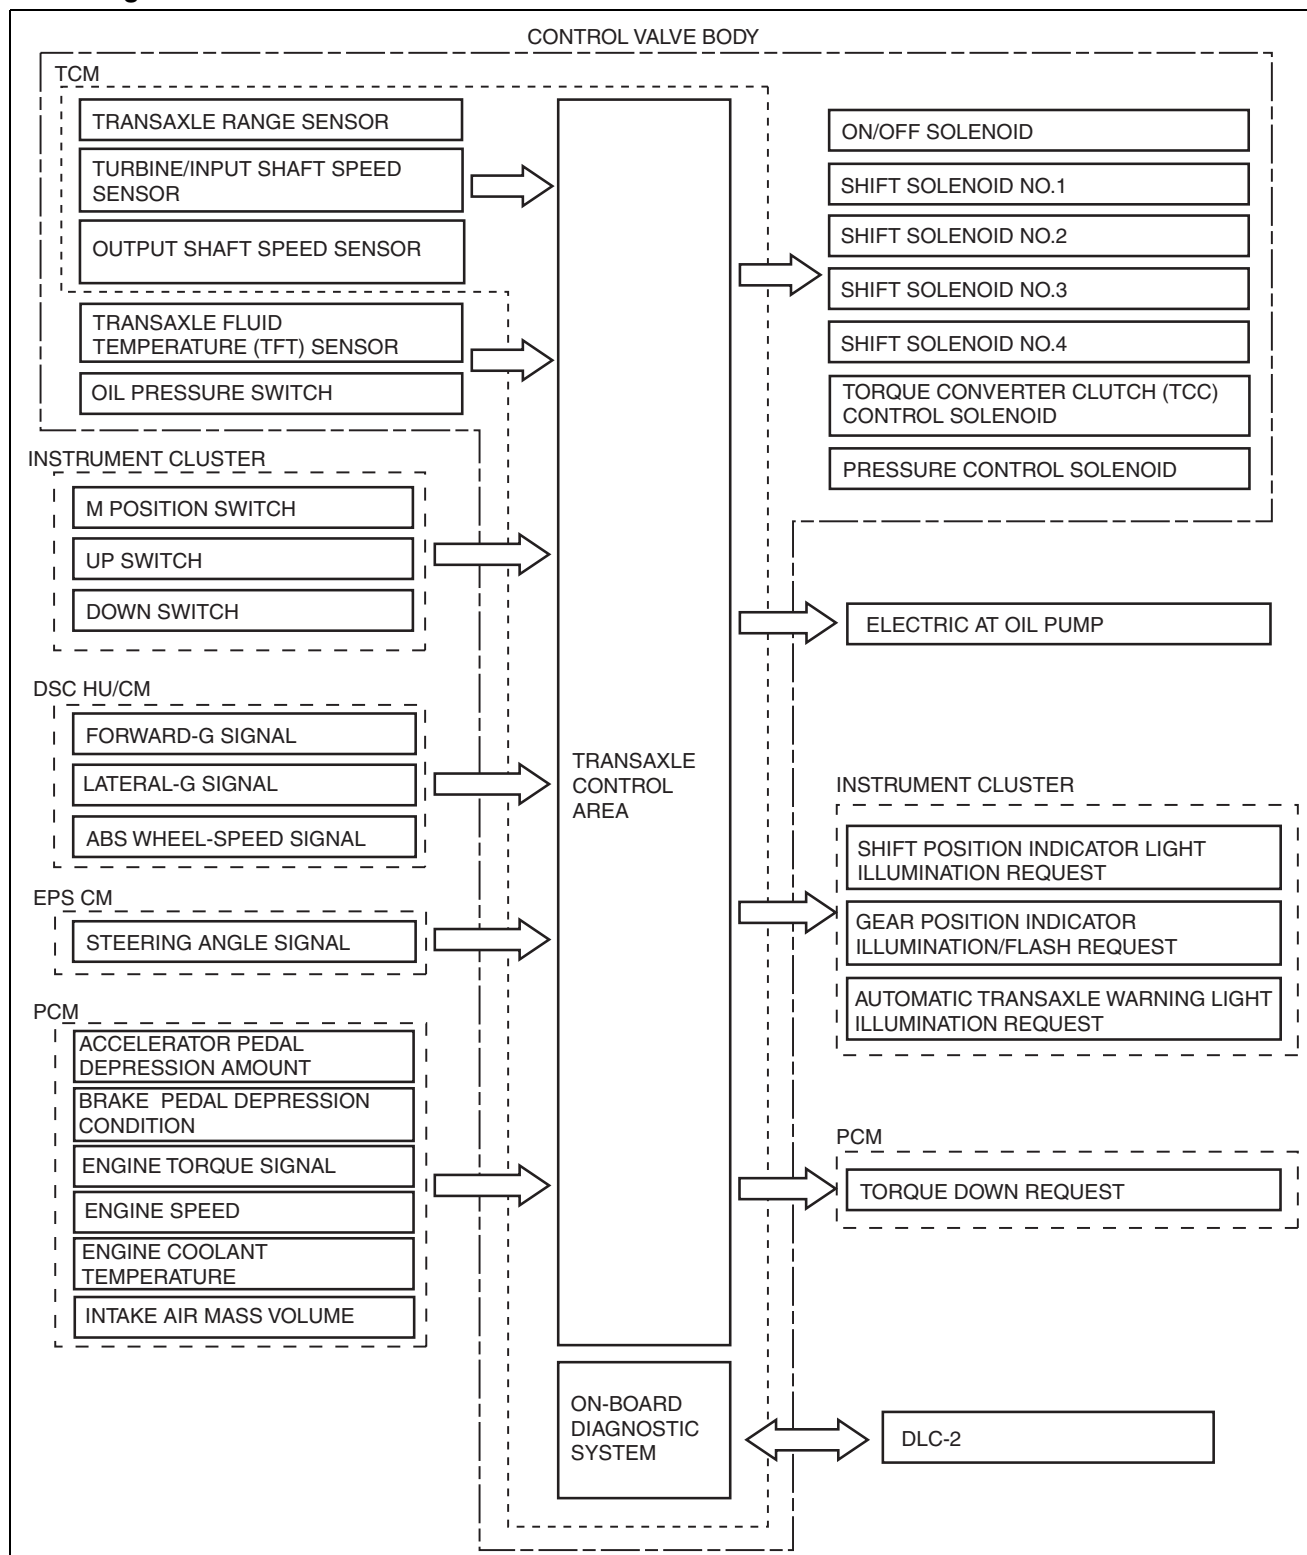 CONTROL VALVE BODY
TCM
TRANSAXLE RANGE SENSOR
TURBINE/INPUT SHAFT SPEED
SENSOR
OUTPUT SHAFT SPEED SENSOR
TRANSAXLE FLUID
TEMPERATURE (TFT) SENSOR
OIL PRESSURE SWITCH
INSTRUMENT CLUSTER
M POSITION SWITCH
UP SWITCH
DOWN SWITCH
DSC HU/CM
FORWARD-G SIGNAL
LATERAL-G SIGNAL
ABS WHEEL-SPEED SIGNAL
EPS CM
STEERING ANGLE SIGNAL
PCM
ACCELERATOR PEDAL
DEPRESSION AMOUNT
BRAKE PEDAL DEPRESSION
CONDITION
ENGINE TORQUE SIGNAL
ENGINE SPEED
ENGINE COOLANT
TEMPERATURE
INTAKE AIR MASS VOLUME
TRANSAXLE
CONTROL
AREA
ON-BOARD
DIAGNOSTIC
SYSTEM
ON/OFF SOLENOID
SHIFT SOLENOID NO.1
SHIFT SOLENOID NO.2
SHIFT SOLENOID NO.3
SHIFT SOLENOID NO.4
TORQUE CONVERTER CLUTCH (TCC)
CONTROL SOLENOID
PRESSURE CONTROL SOLENOID
ELECTRIC AT OIL PUMP
INSTRUMENT CLUSTER
SHIFT POSITION INDICATOR LIGHT
ILLUMINATION REQUEST
GEAR POSITION INDICATOR
ILLUMINATION/FLASH REQUEST
AUTOMATIC TRANSAXLE WARNING LIGHT
ILLUMINATION REQUEST
PCM
TORQUE DOWN REQUEST
DLC-2